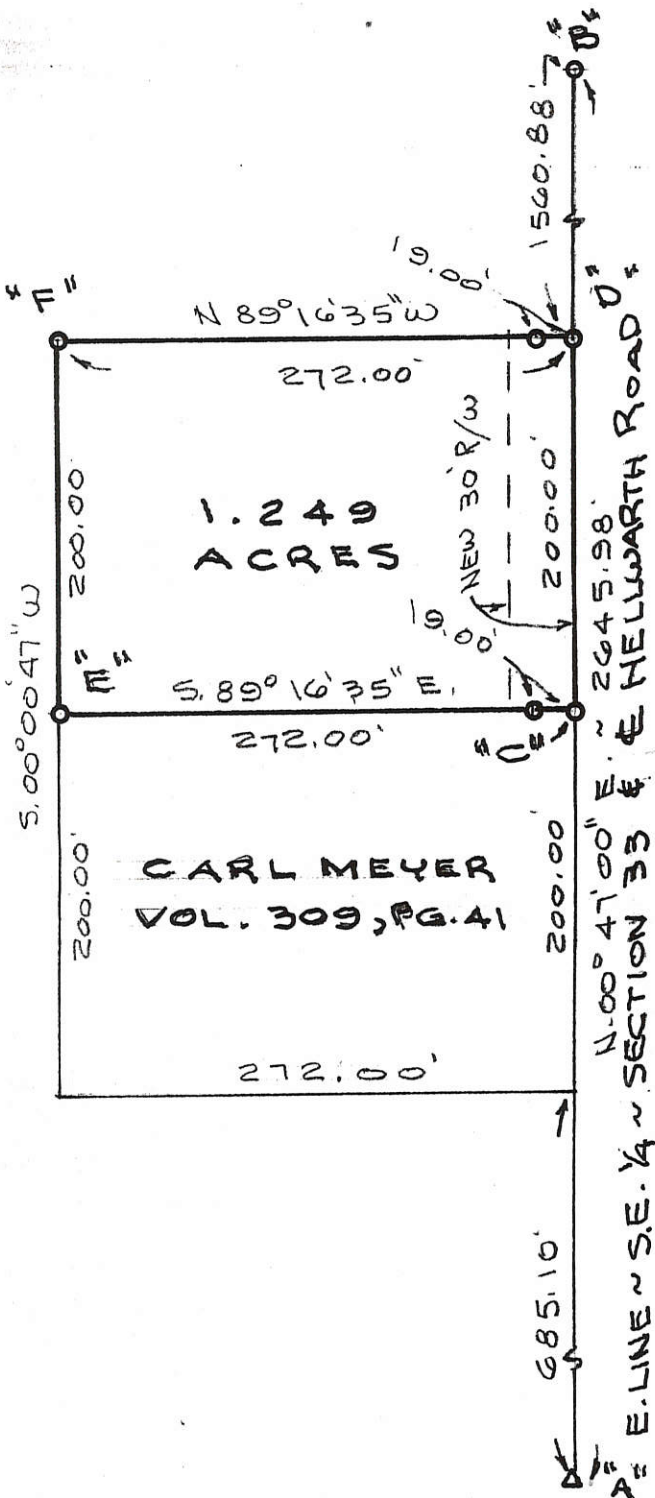 "B"
1560.88'
19.00'
"F"
N 89°16'35" W
272.00'
"D"
200.00
1.249
ACRES
NEW 30' R/W
200.00'
19.00'
S.00°00'47" W
"E"
S. 89° 16' 35" E.
272.00'
"C"
200.00'
CARL MEYER
VOL. 309, PG. 41
200.00'
272.00'
685.10'
"A"
N.00° 47' 00" E. ~ 2645.98'
E. LINE ~ S.E. ¼ ~ SECTION 33 & ℄ HELLWARTH ROAD